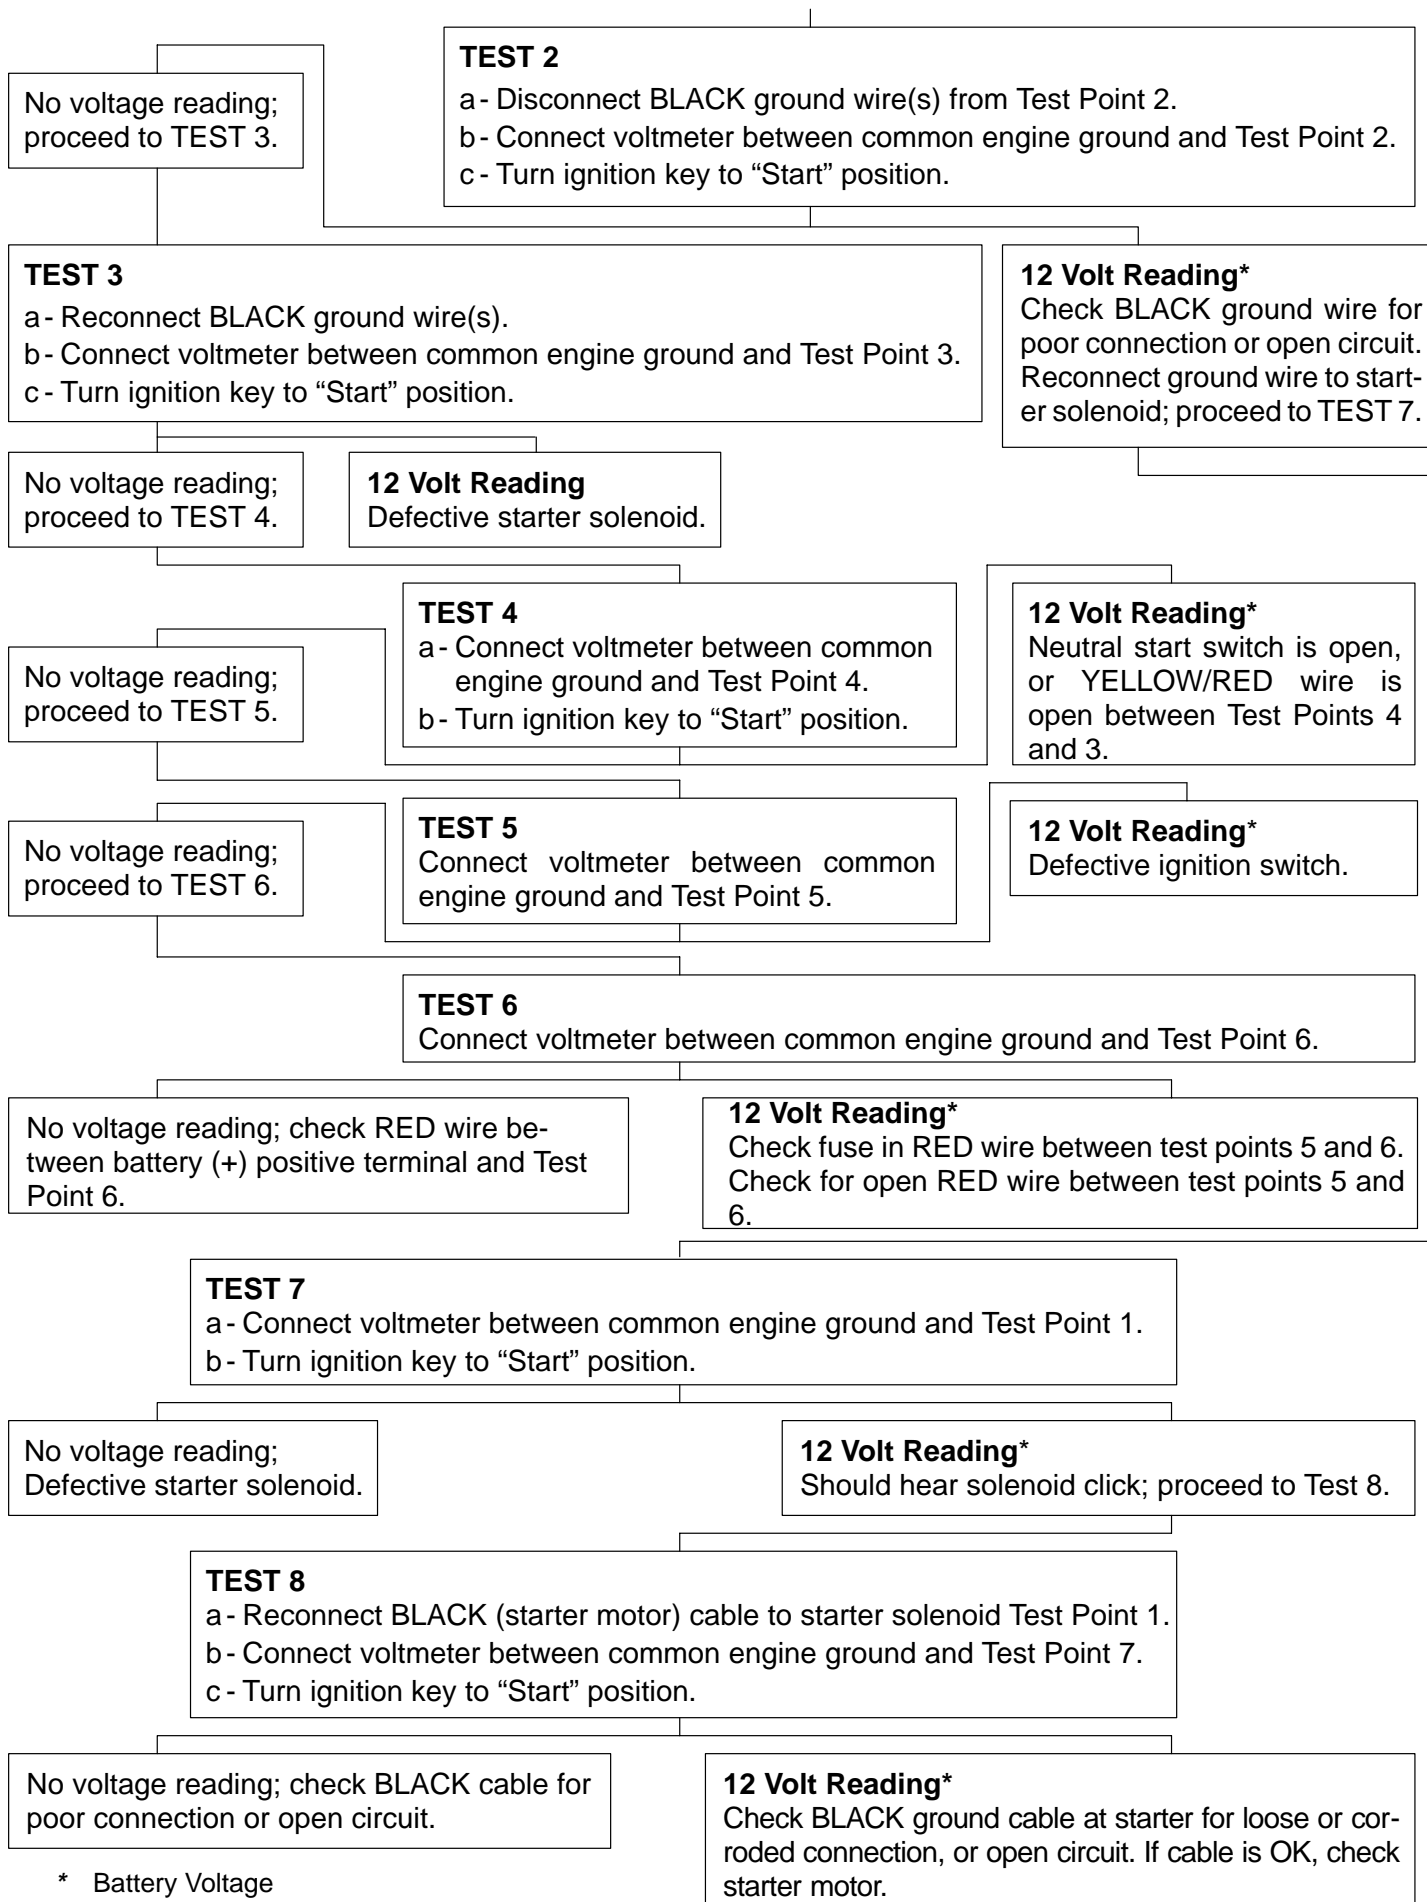 TEST 2
a - Disconnect BLACK ground wire(s) from Test Point 2.
b - Connect voltmeter between common engine ground and Test Point 2.
c - Turn ignition key to “Start” position.
No voltage reading;
proceed to TEST 3.
TEST 3
a - Reconnect BLACK ground wire(s).
b - Connect voltmeter between common engine ground and Test Point 3.
c - Turn ignition key to “Start” position.
12 Volt Reading*
Check BLACK ground wire for
poor connection or open circuit.
Reconnect ground wire to start-
er solenoid; proceed to TEST 7.
No voltage reading;
proceed to TEST 4.
12 Volt Reading
Defective starter solenoid.
TEST 4
a - Connect voltmeter between common
engine ground and Test Point 4.
b - Turn ignition key to “Start” position.
12 Volt Reading*
Neutral start switch is open,
or YELLOW/RED wire is
open between Test Points 4
and 3.
No voltage reading;
proceed to TEST 5.
TEST 5
Connect voltmeter between common
engine ground and Test Point 5.
12 Volt Reading*
Defective ignition switch.
No voltage reading;
proceed to TEST 6.
TEST 6
Connect voltmeter between common engine ground and Test Point 6.
No voltage reading; check RED wire be-
tween battery (+) positive terminal and Test
Point 6.
12 Volt Reading*
Check fuse in RED wire between test points 5 and 6.
Check for open RED wire between test points 5 and
6.
TEST 7
a - Connect voltmeter between common engine ground and Test Point 1.
b - Turn ignition key to “Start” position.
No voltage reading;
Defective starter solenoid.
12 Volt Reading*
Should hear solenoid click; proceed to Test 8.
TEST 8
a - Reconnect BLACK (starter motor) cable to starter solenoid Test Point 1.
b - Connect voltmeter between common engine ground and Test Point 7.
c - Turn ignition key to “Start” position.
No voltage reading; check BLACK cable for
poor connection or open circuit.
12 Volt Reading*
Check BLACK ground cable at starter for loose or cor-
roded connection, or open circuit. If cable is OK, check
starter motor.
* Battery Voltage